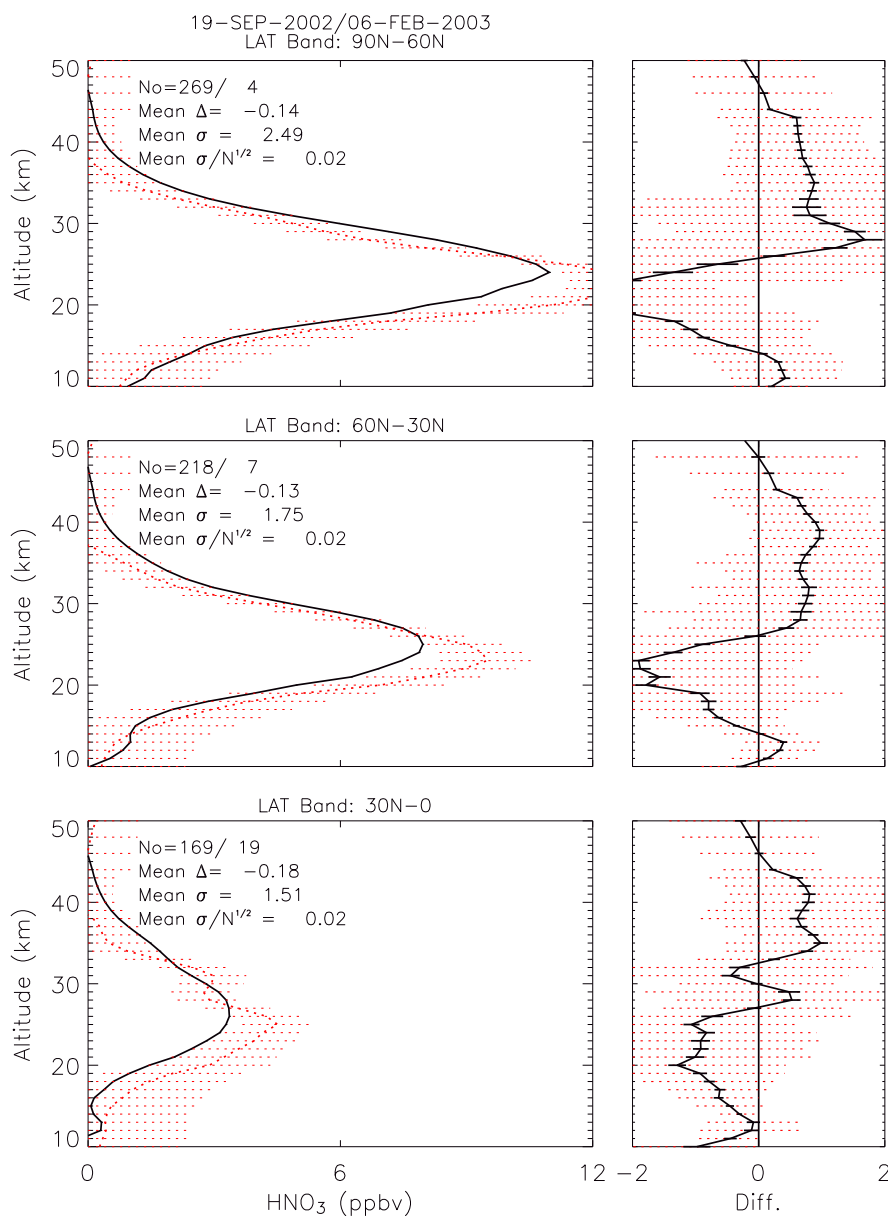 19-SEP-2002/06-FEB-2003
LAT Band: 90N-60N
50
40
30
20
10
Altitude (km)
No=269/ 4
Mean Δ= -0.14
Mean σ = 2.49
Mean σ/N^1/2 = 0.02
LAT Band: 60N-30N
50
40
30
20
10
Altitude (km)
No=218/ 7
Mean Δ= -0.13
Mean σ = 1.75
Mean σ/N^1/2 = 0.02
LAT Band: 30N-0
50
40
30
20
10
Altitude (km)
No=169/ 19
Mean Δ= -0.18
Mean σ = 1.51
Mean σ/N^1/2 = 0.02
0 6 12
HNO₃ (ppbv)
-2 0 2
Diff.